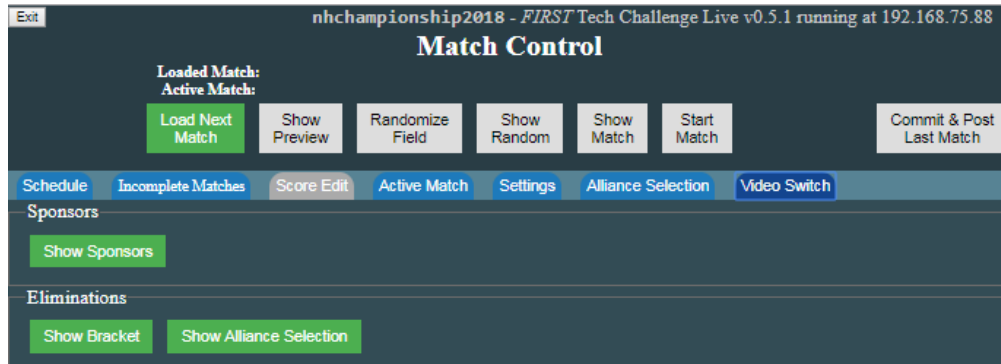 Exit
nhchampionship2018 - FIRST Tech Challenge Live v0.5.1 running at 192.168.75.88
Match Control
Loaded Match:
Active Match:
Load Next Match
Show Preview
Randomize Field
Show Random
Show Match
Start Match
Commit & Post Last Match
Schedule
Incomplete Matches
Score Edit
Active Match
Settings
Alliance Selection
Video Switch
Sponsors
Show Sponsors
Eliminations
Show Bracket
Show Alliance Selection